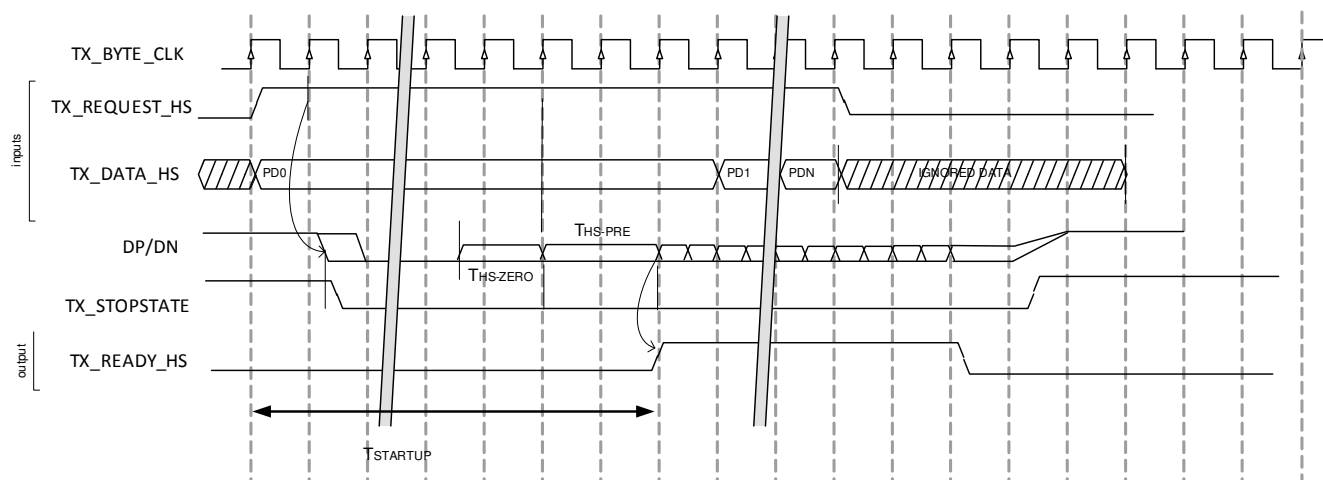 TX_BYTE_CLK
TX_REQUEST_HS
inputs
TX_DATA_HS
PD0
PD1
PDN
IGNORED DATA
DP/DN
THS-PRE
THS-ZERO
TX_STOPSTATE
output
TX_READY_HS
TSTARTUP